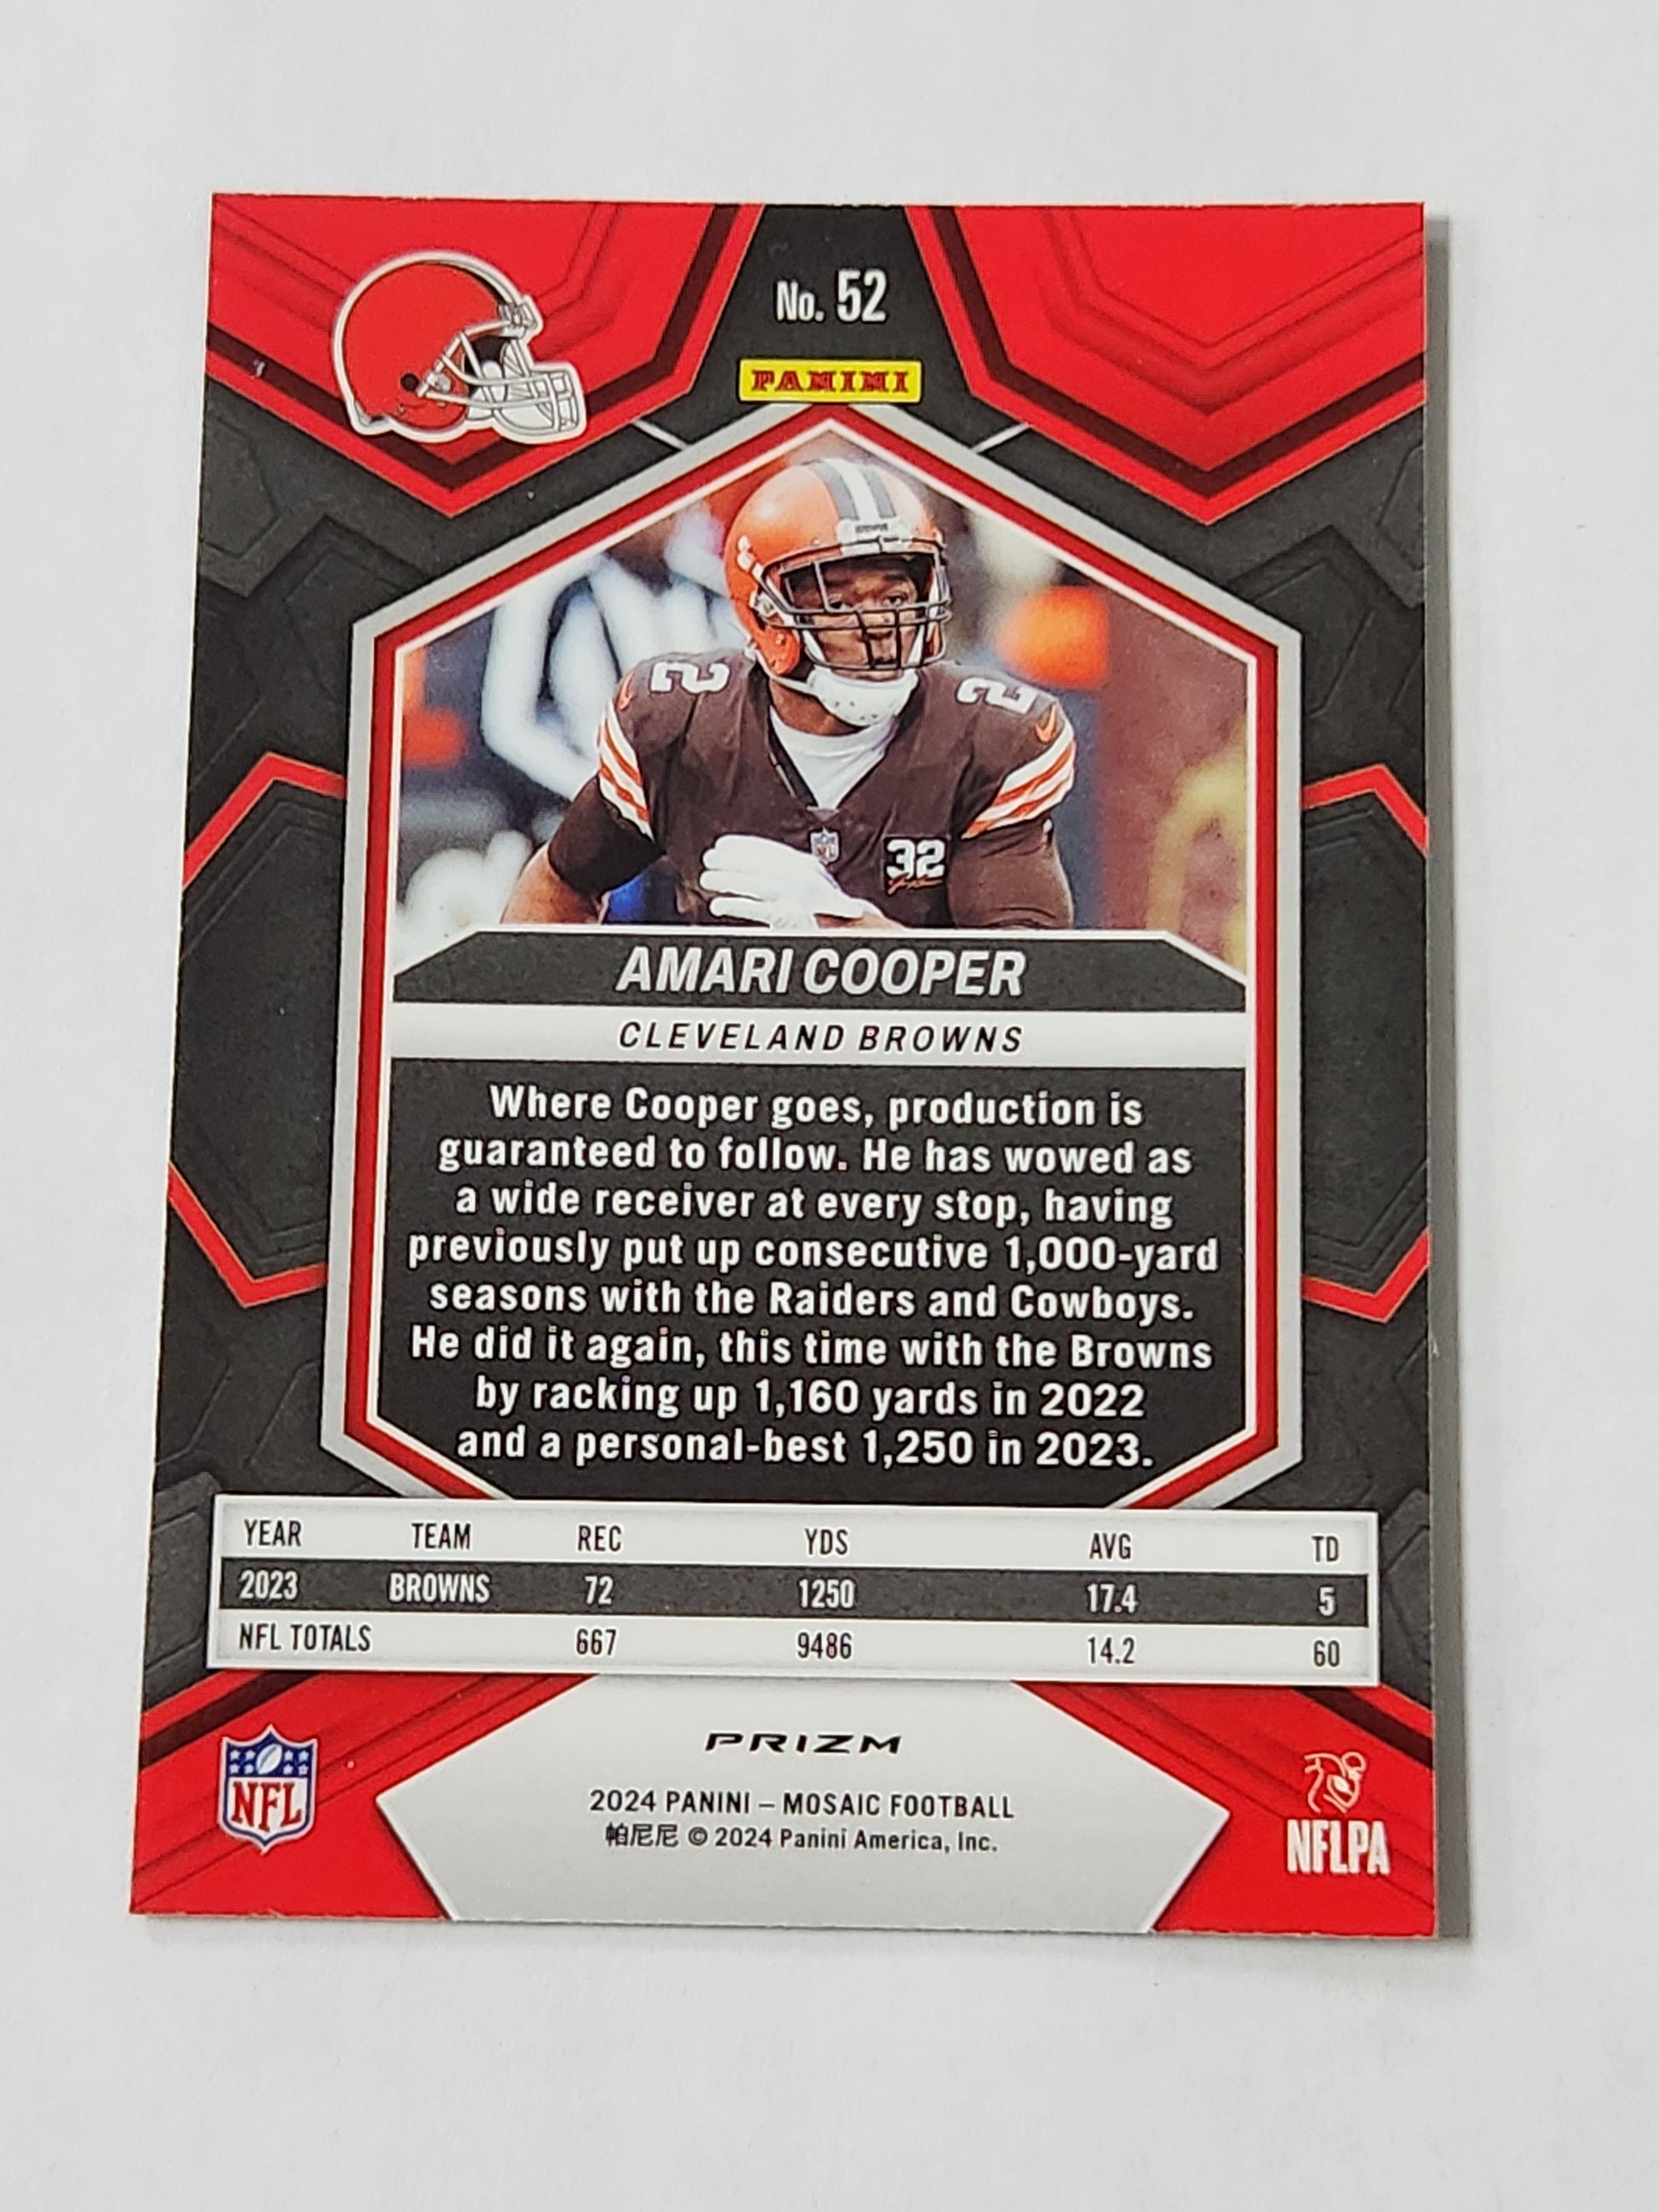 No. 52
PANINI
BROWNS
2 2
NFL
32
AMARI COOPER
CLEVELAND BROWNS
Where Cooper goes, production is
guaranteed to follow. He has wowed as
a wide receiver at every stop, having
previously put up consecutive 1,000-yard
seasons with the Raiders and Cowboys.
He did it again, this time with the Browns
by racking up 1,160 yards in 2022
and a personal-best 1,250 in 2023.
YEAR TEAM REC YDS AVG TD
2023 BROWNS 72 1250 17.4 5
NFL TOTALS 667 9486 14.2 60
PRIZM
NFL
2024 PANINI – MOSAIC FOOTBALL
帕尼尼 © 2024 Panini America, Inc.
NFLPA